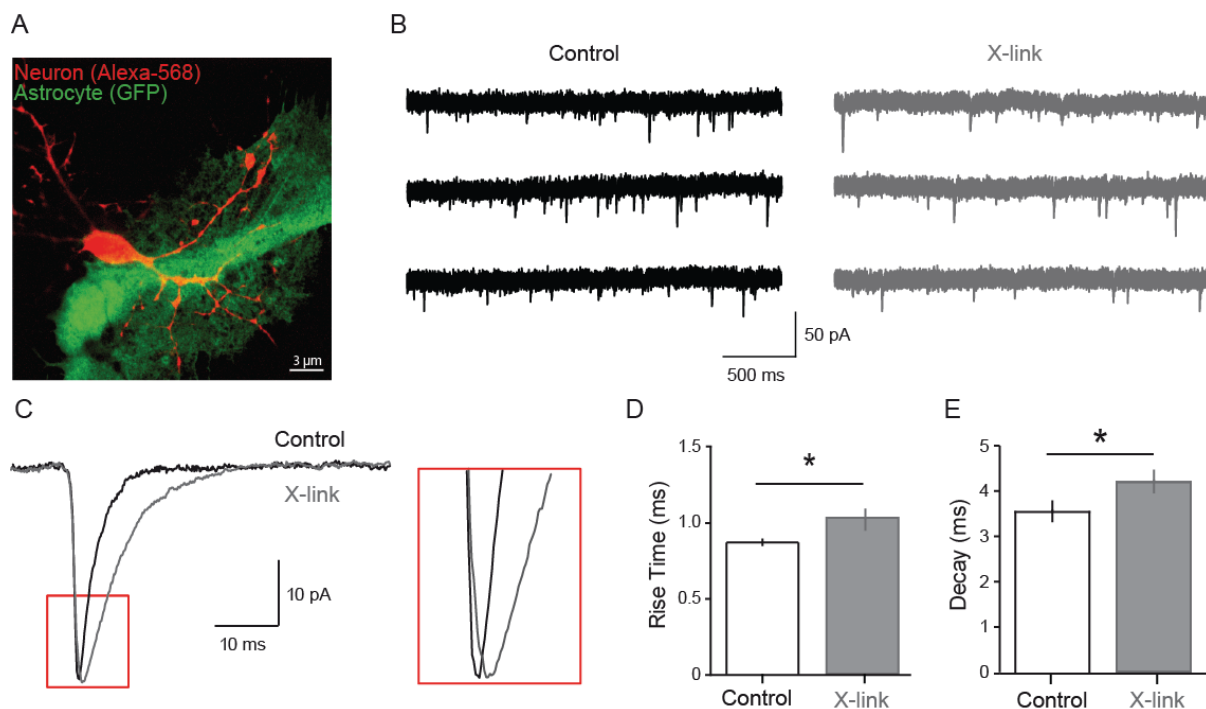 A
Neuron (Alexa-568)
Astrocyte (GFP)
3 µm
B
Control
X-link
50 pA
500 ms
C
Control
X-link
10 pA
10 ms
D
*
1.5
1.0
0.5
0
Rise Time (ms)
Control
X-link
E
*
5
4
3
2
1
0
Decay (ms)
Control
X-link